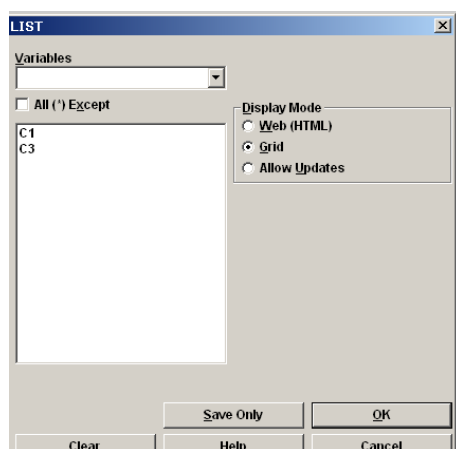 LIST
Variables
All (*) Except
C1
C3
Display Mode
Web (HTML)
Grid
Allow Updates
Save Only
OK
Clear
Help
Cancel